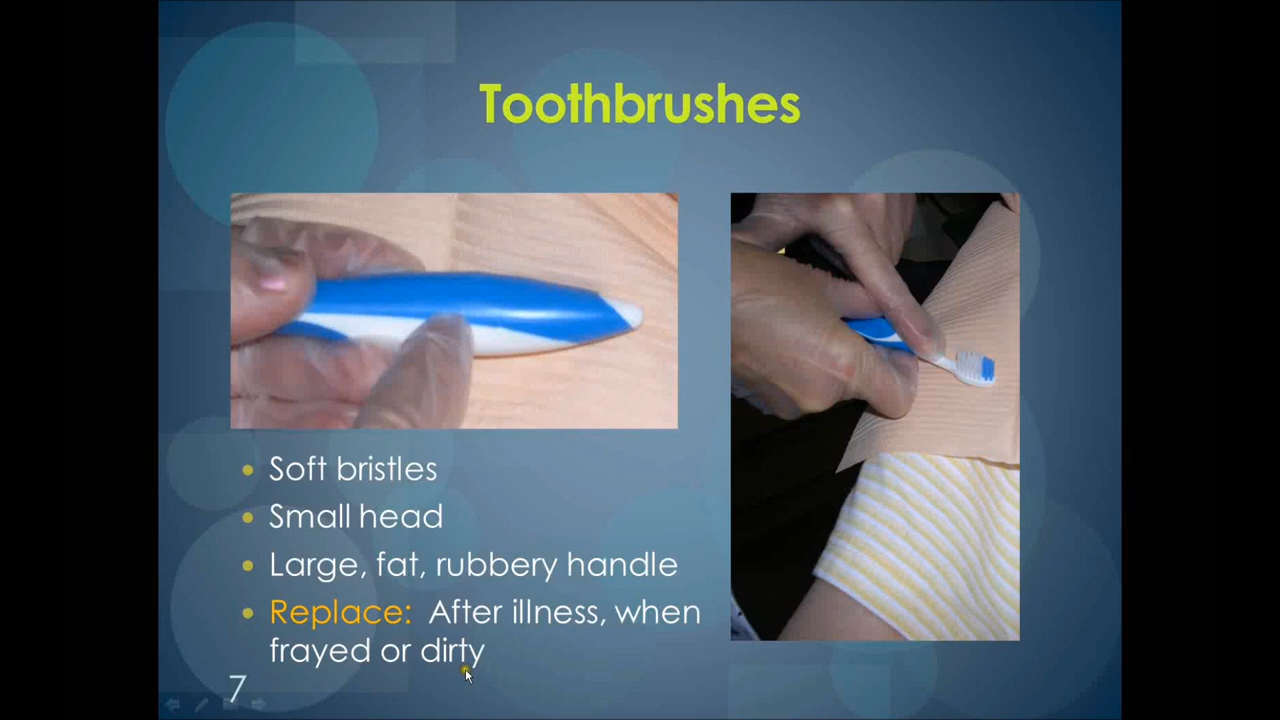 Toothbrushes
• Soft bristles
• Small head
• Large, fat, rubbery handle
• Replace: After illness, when
frayed or dirty
7